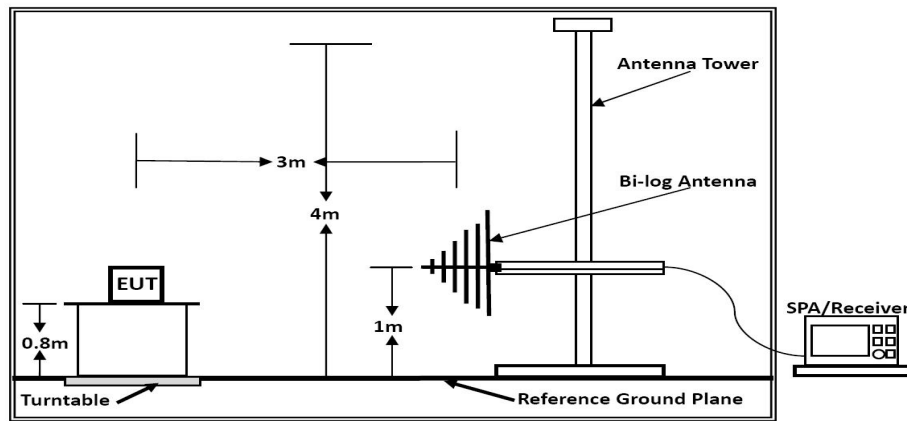 Antenna Tower
3m
Bi-log Antenna
4m
EUT
SPA/Receiver
1m
0.8m
Turntable
Reference Ground Plane